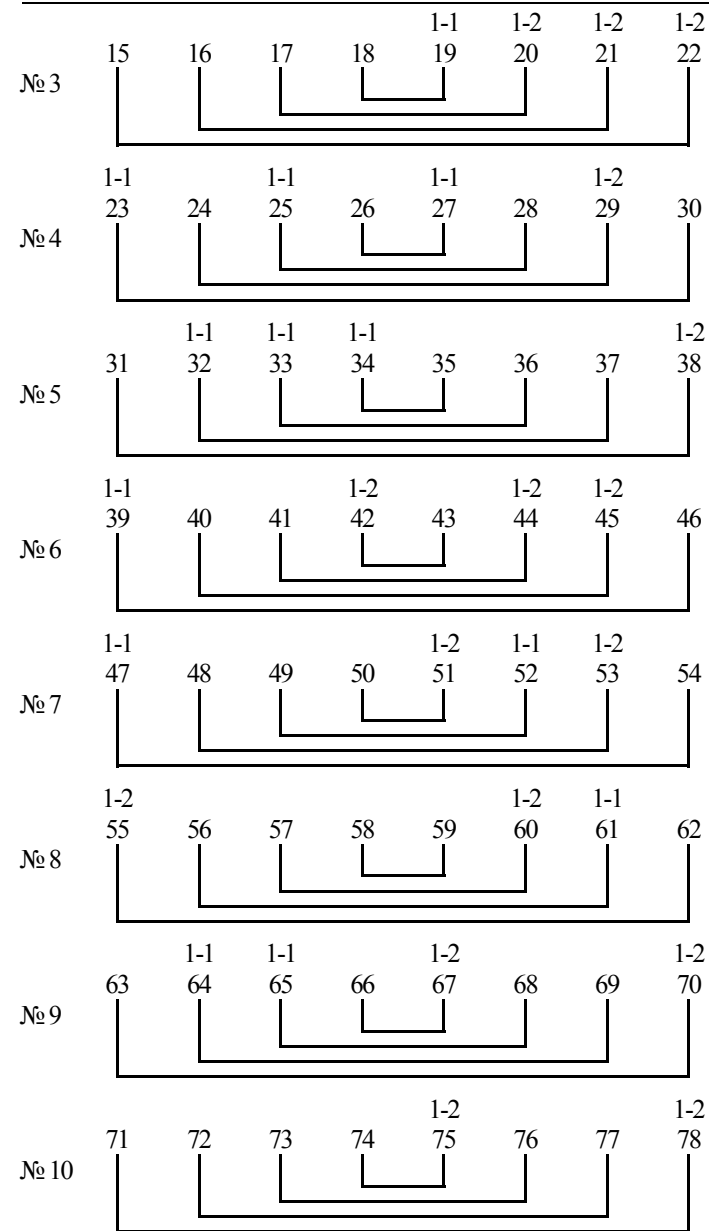 1-1 1-2 1-2 1-2
15 16 17 18 19 20 21 22
№ 3
1-1 1-1 1-1 1-2
23 24 25 26 27 28 29 30
№ 4
1-1 1-1 1-1 1-2
31 32 33 34 35 36 37 38
№ 5
1-1 1-2 1-2 1-2
39 40 41 42 43 44 45 46
№ 6
1-1 1-2 1-1 1-2
47 48 49 50 51 52 53 54
№ 7
1-2 1-2 1-1
55 56 57 58 59 60 61 62
№ 8
1-1 1-1 1-2 1-2
63 64 65 66 67 68 69 70
№ 9
1-2 1-2
71 72 73 74 75 76 77 78
№ 10